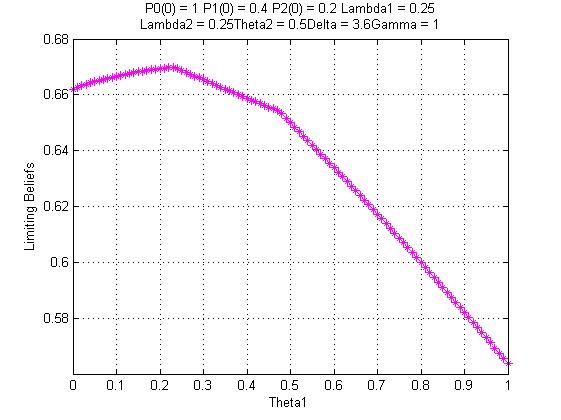 P0(0) = 1 P1(0) = 0.4 P2(0) = 0.2 Lambda1 = 0.25
Lambda2 = 0.25Theta2 = 0.5Delta = 3.6Gamma = 1
0.68
0.66
0.64
0.62
0.6
0.58
Limiting Beliefs
0 0.1 0.2 0.3 0.4 0.5 0.6 0.7 0.8 0.9 1
Theta1